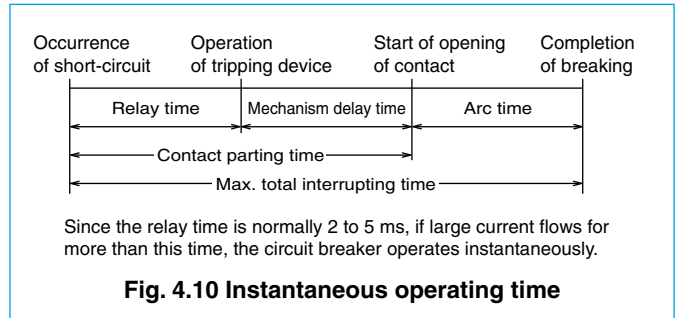 Occurrence
of short-circuit
Operation
of tripping device
Start of opening
of contact
Completion
of breaking
Relay time
Mechanism delay time
Arc time
Contact parting time
Max. total interrupting time
Since the relay time is normally 2 to 5 ms, if large current flows for
more than this time, the circuit breaker operates instantaneously.
Fig. 4.10 Instantaneous operating time